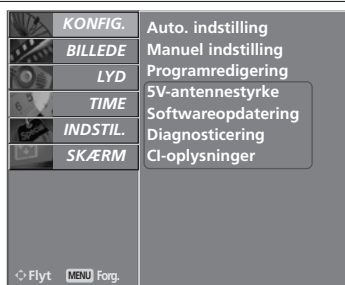 KONFIG.
BILLEDE
LYD
TIME
INDSTIL.
SKÆRM
Auto. indstilling
Manuel indstilling
Programredigering
5V-antennestyrke
Softwareopdatering
Diagnosticering
CI-oplysninger
Flyt MENU Forg.